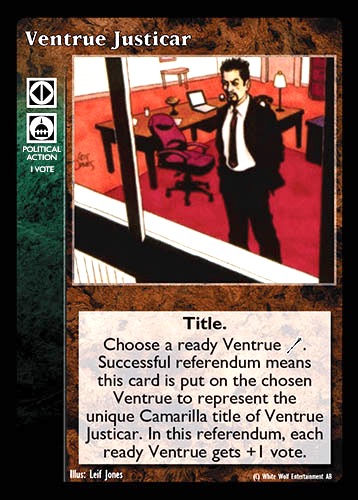 Ventrue Justicar
POLITICAL
ACTION
1 VOTE
LEIF
JONES
Title.
Choose a ready Ventrue .
Successful referendum means
this card is put on the chosen
Ventrue to represent the
unique Camarilla title of Ventrue
Justicar. In this referendum, each
ready Ventrue gets +1 vote.
Illus: Leif Jones
(C) White Wolf Entertainment AB